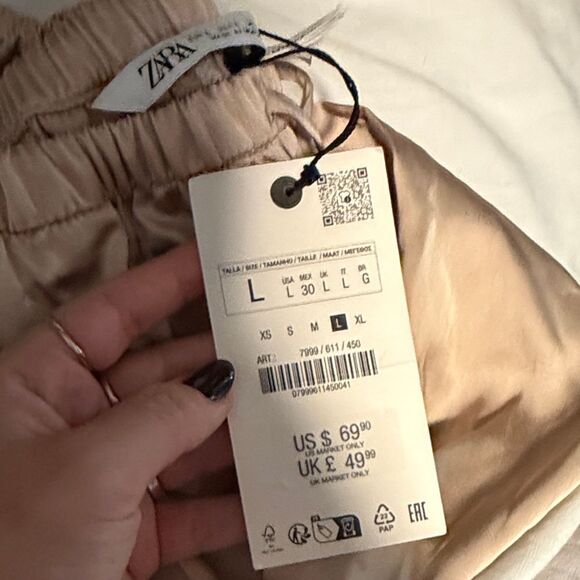 ZARA
TALLA / SIZE / TAMANHO / TAILLE / MAAT / ΜΕΓΕΘΟΣ
USA MEX UK IT BR
L L 30 L L G
XS S M L XL
ART.: 7999 / 611 / 450
07999611450041
US $ 69.90
US MARKET ONLY
UK £ 49.99
UK MARKET ONLY
FSC
22
PAP
EAC